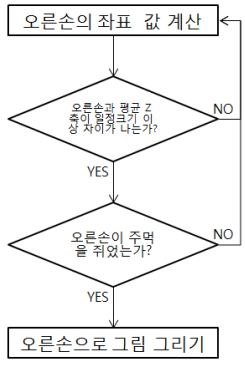 오른손의 좌표 값 계산
오른손과 평균 Z
축이 일정크기 이
상 차이가 나는가?
NO
YES
오른손이 주먹
을 쥐었는가?
NO
YES
오른손으로 그림 그리기